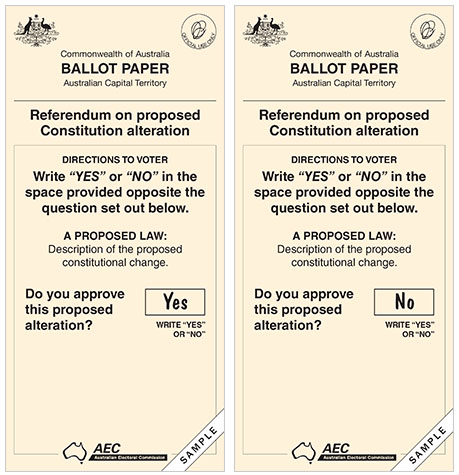 OFFICIAL USE ONLY
Commonwealth of Australia
BALLOT PAPER
Australian Capital Territory
Referendum on proposed
Constitution alteration
DIRECTIONS TO VOTER
Write “YES” or “NO” in the
space provided opposite the
question set out below.
A PROPOSED LAW:
Description of the proposed
constitutional change.
Do you approve
this proposed
alteration?
Yes
WRITE “YES”
OR “NO”
AEC
Australian Electoral Commission
SAMPLE
OFFICIAL USE ONLY
Commonwealth of Australia
BALLOT PAPER
Australian Capital Territory
Referendum on proposed
Constitution alteration
DIRECTIONS TO VOTER
Write “YES” or “NO” in the
space provided opposite the
question set out below.
A PROPOSED LAW:
Description of the proposed
constitutional change.
Do you approve
this proposed
alteration?
No
WRITE “YES”
OR “NO”
AEC
Australian Electoral Commission
SAMPLE